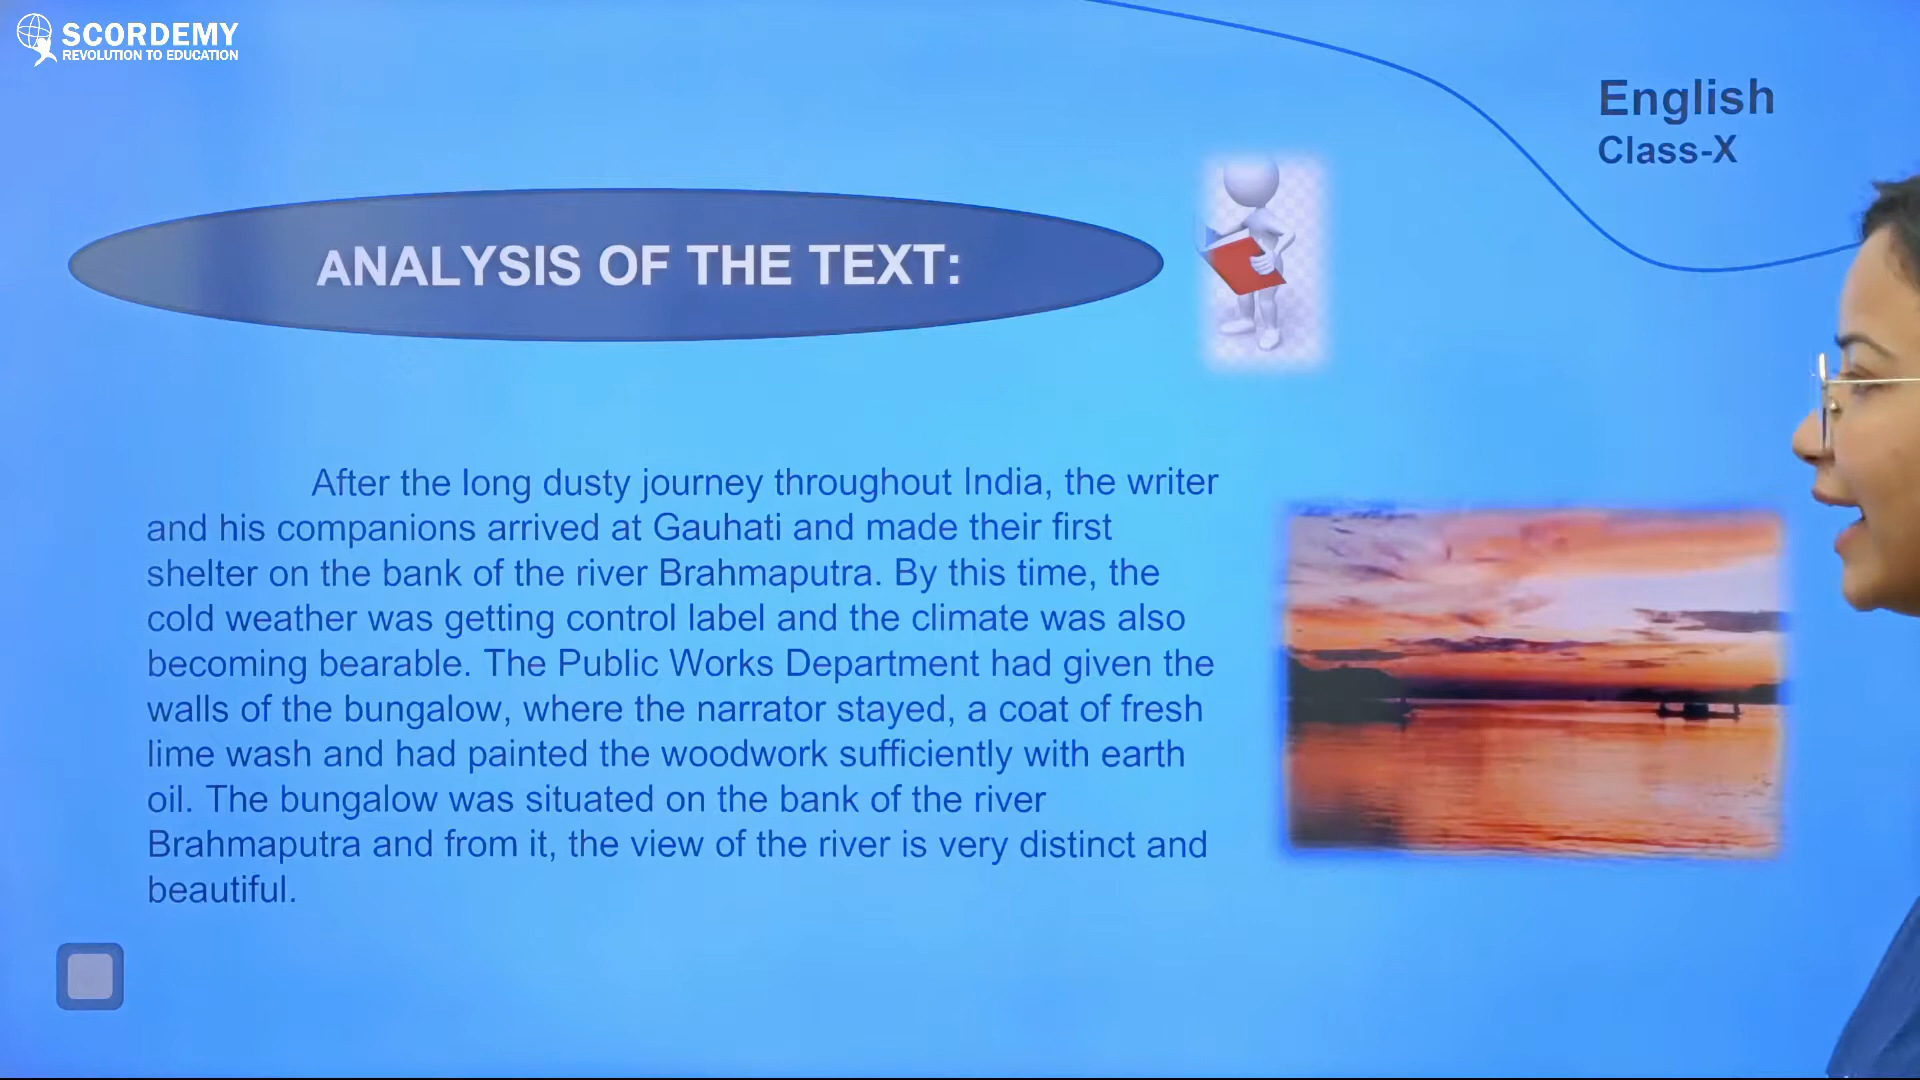 SCORDEMY
REVOLUTION TO EDUCATION
English
Class-X
ANALYSIS OF THE TEXT:
After the long dusty journey throughout India, the writer
and his companions arrived at Gauhati and made their first
shelter on the bank of the river Brahmaputra. By this time, the
cold weather was getting control label and the climate was also
becoming bearable. The Public Works Department had given the
walls of the bungalow, where the narrator stayed, a coat of fresh
lime wash and had painted the woodwork sufficiently with earth
oil. The bungalow was situated on the bank of the river
Brahmaputra and from it, the view of the river is very distinct and
beautiful.